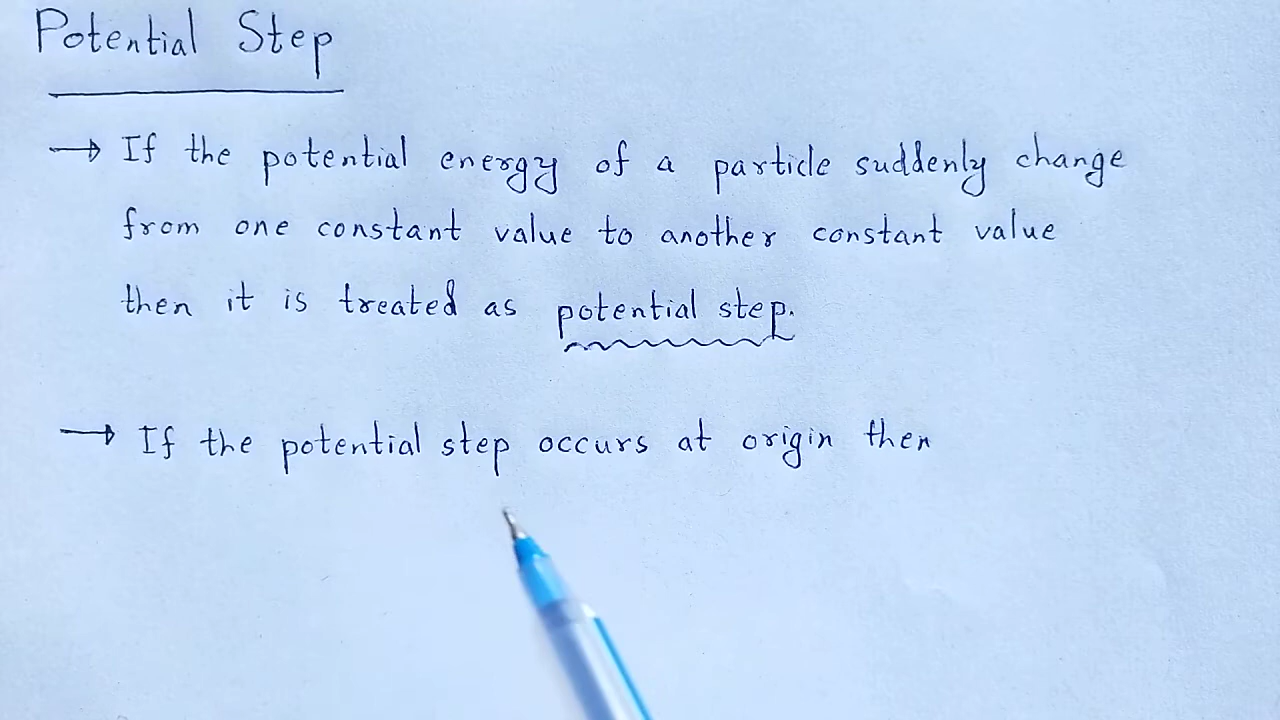 Potential Step
→ If the potential energy of a particle suddenly change
from one constant value to another constant value
then it is treated as potential step.
→ If the potential step occurs at origin then